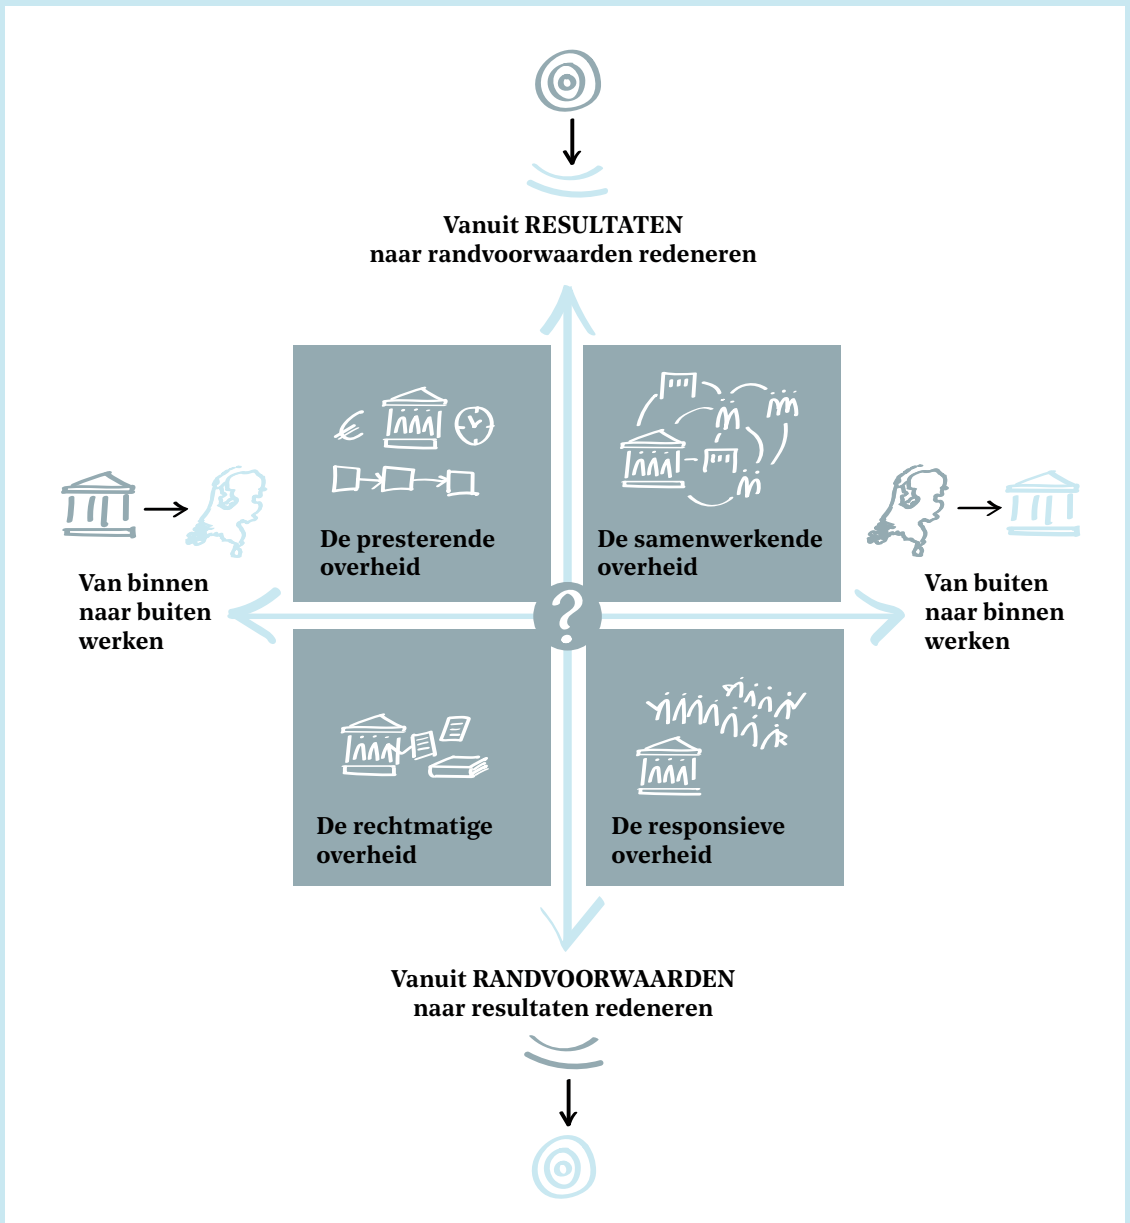 Vanuit RESULTATEN
naar randvoorwaarden redeneren
De presterende
overheid
De samenwerkende
overheid
Van binnen
naar buiten
werken
?
Van buiten
naar binnen
werken
De rechtmatige
overheid
De responsieve
overheid
Vanuit RANDVOORWAARDEN
naar resultaten redeneren